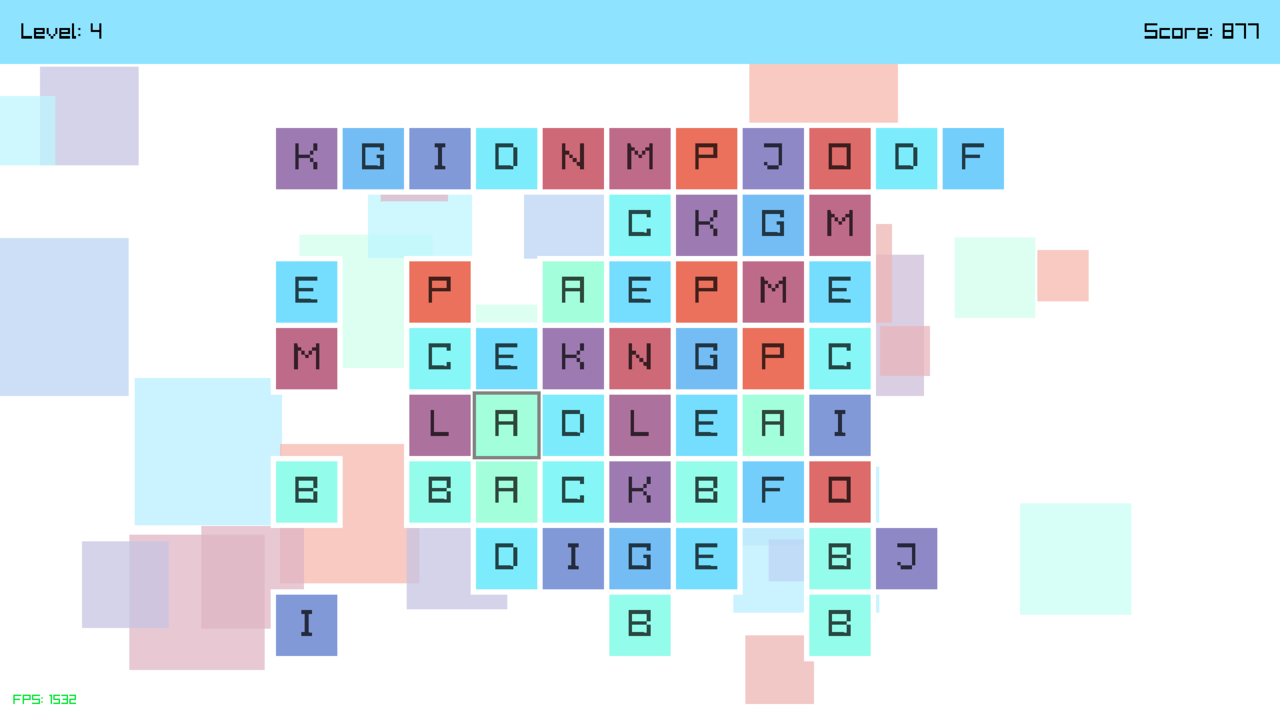 Level: 4 Score: 877
K G I D N M P J O D F
C K G M
E P A E P M E
M C E K N G P C
L A D L E A I
B B A C K B F O
D I G E B J
I B B
FPS: 1532